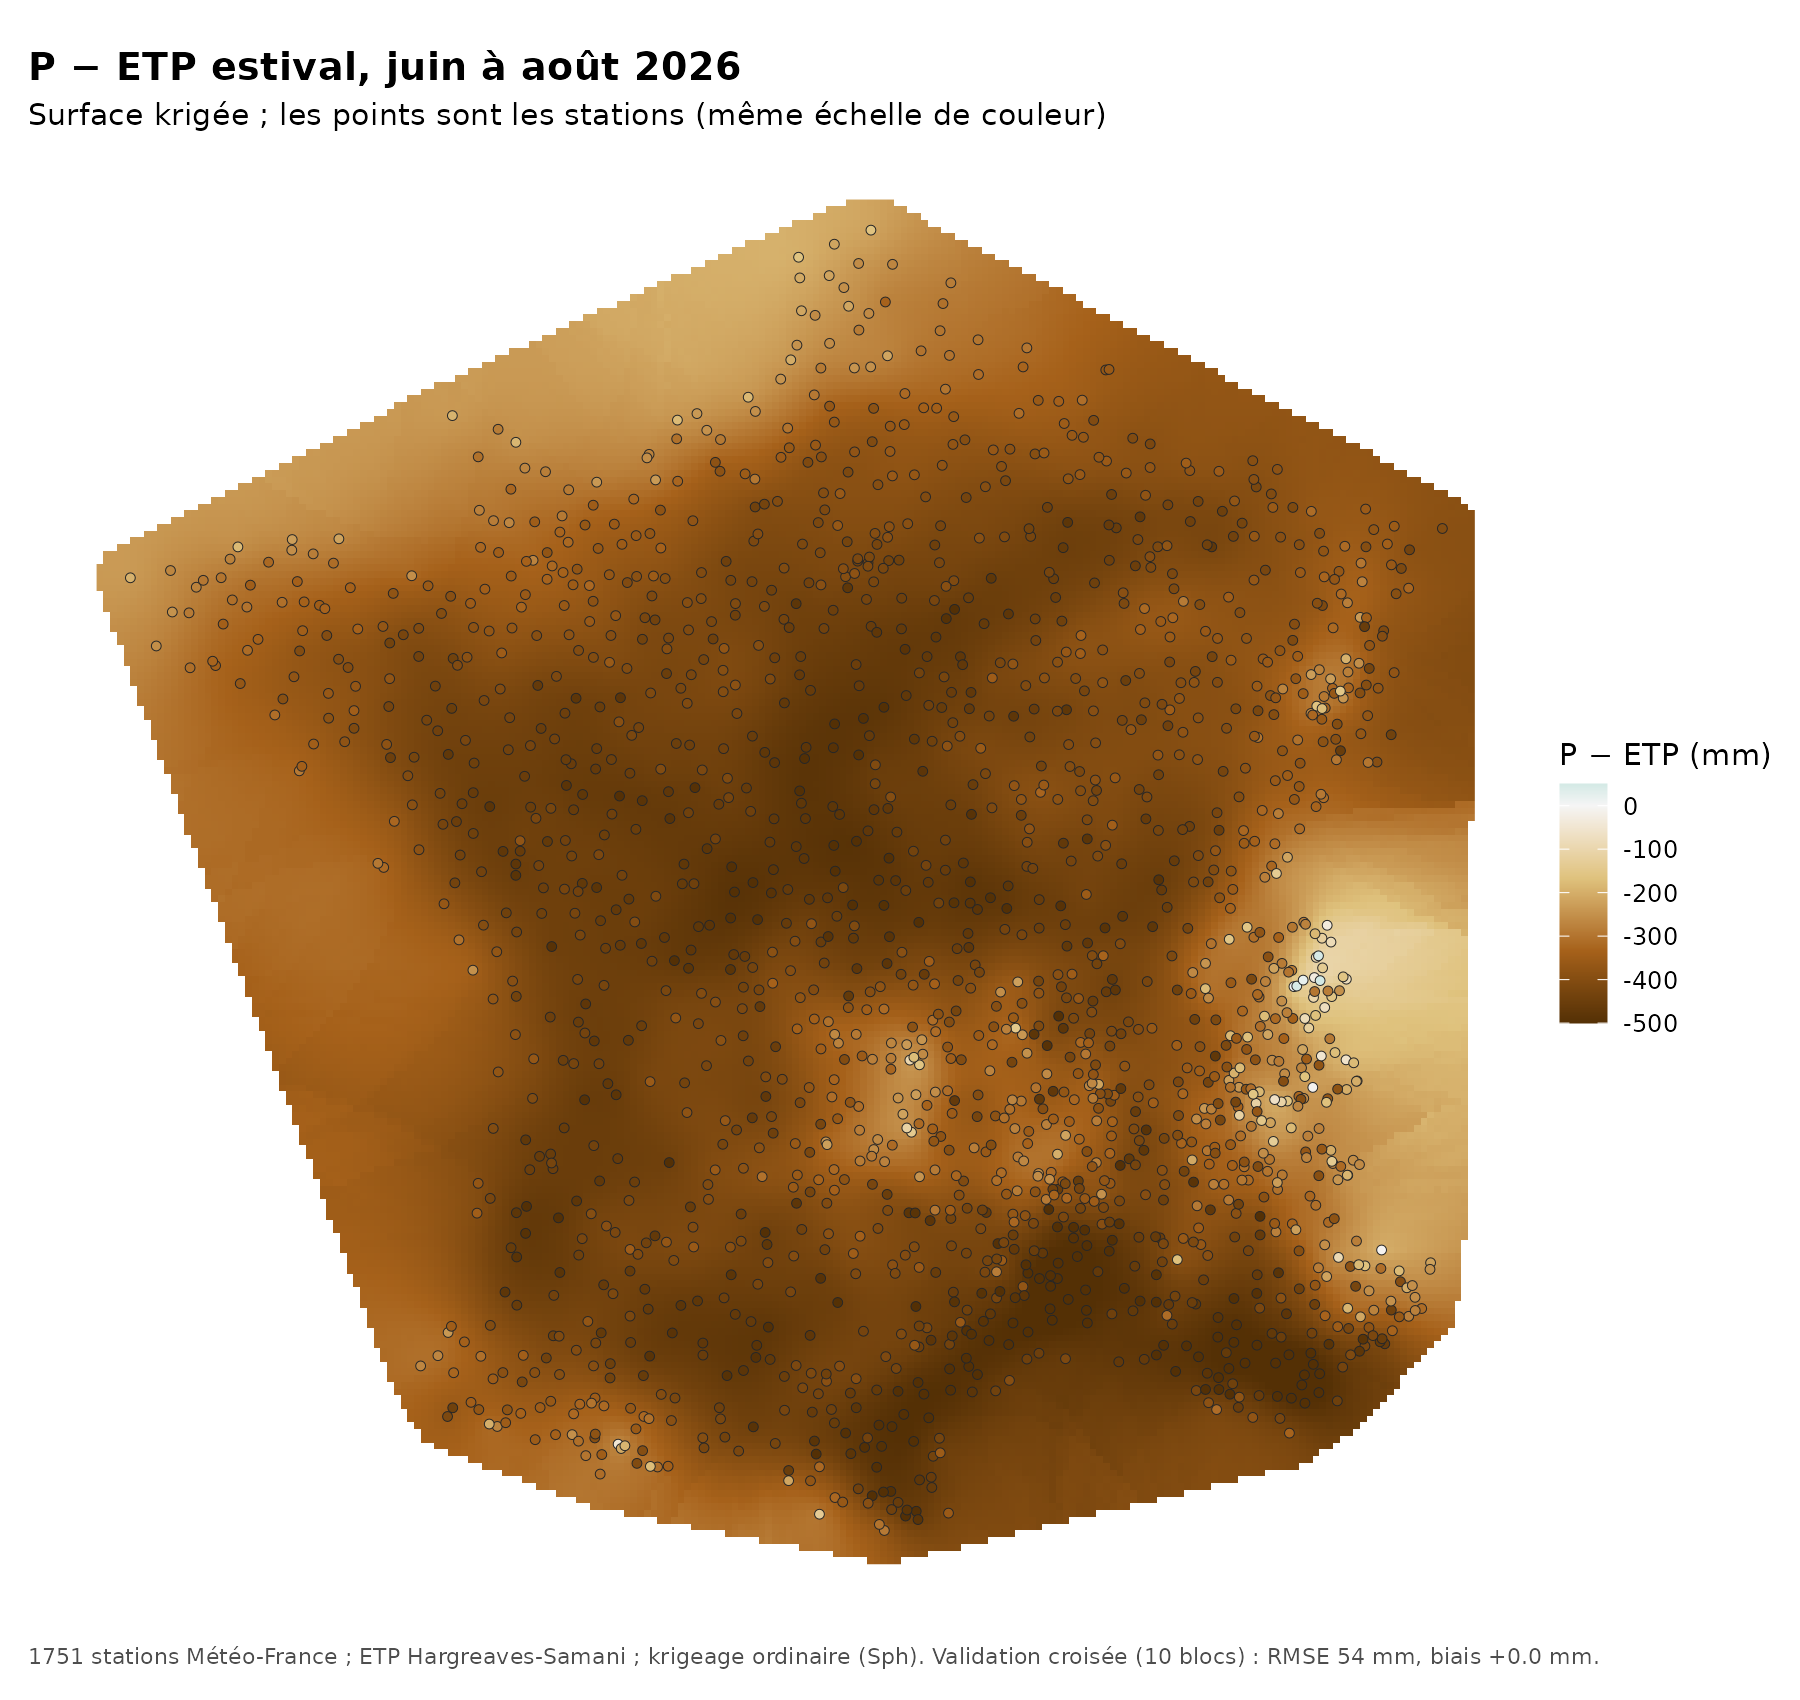 P − ETP estival, juin à août 2026
Surface krigée ; les points sont les stations (même échelle de couleur)
P − ETP (mm)
0
-100
-200
-300
-400
-500
1751 stations Météo-France ; ETP Hargreaves-Samani ; krigeage ordinaire (Sph). Validation croisée (10 blocs) : RMSE 54 mm, biais +0.0 mm.